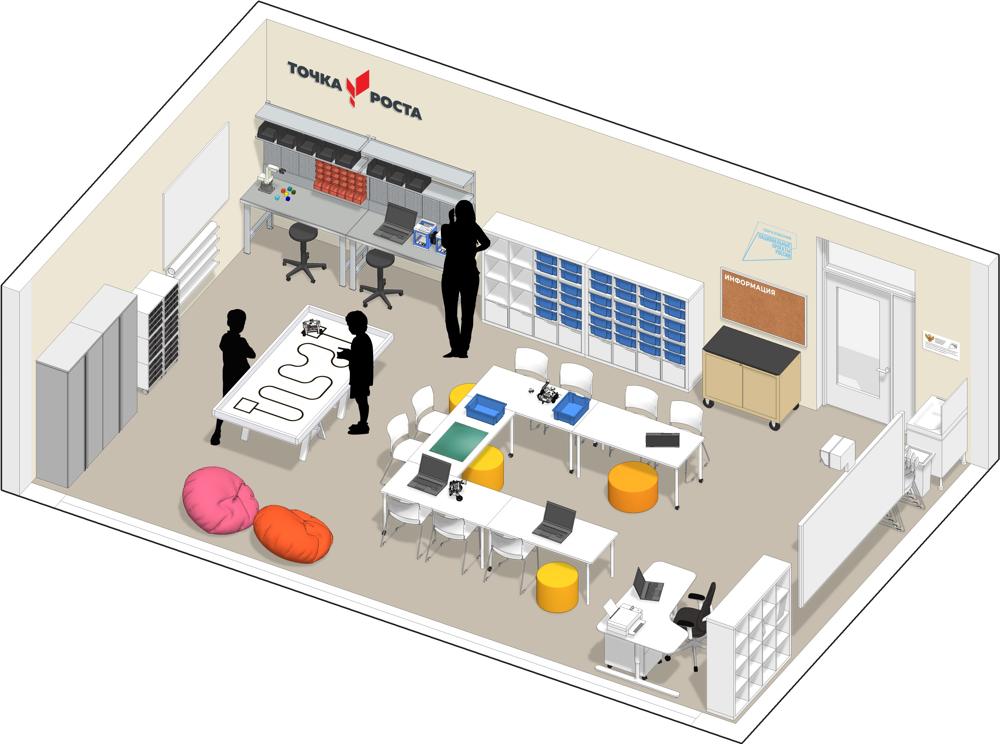 ТОЧКА
РОСТА
ОБРАЗОВАНИЕ
НАЦИОНАЛЬНЫЕ
ПРОЕКТЫ
РОССИИ
ИНФОРМАЦИЯ